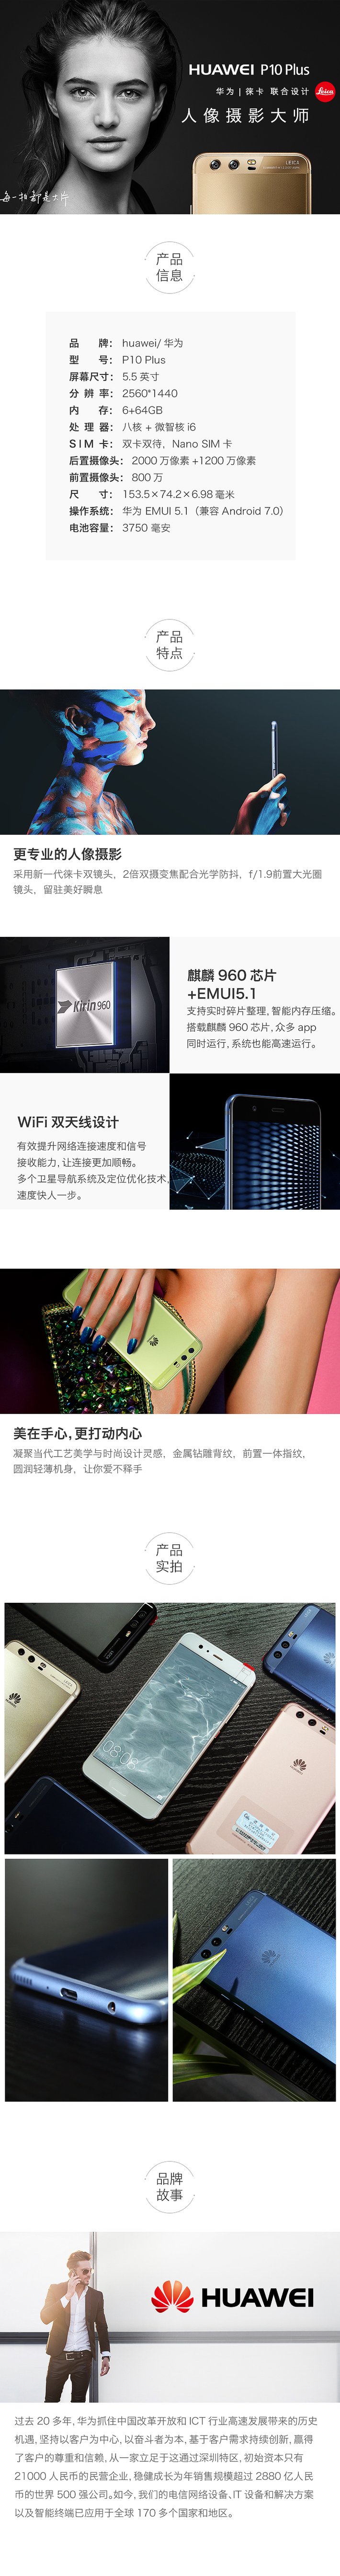 HUAWEI P10 Plus
华为 | 徕卡 联合设计
Leica
人像摄影大师
每一拍都是大片
LEICA
产品
信息
品 牌： huawei/ 华为
型 号： P10 Plus
屏幕尺寸： 5.5 英寸
分 辨 率： 2560*1440
内 存： 6+64GB
处 理 器： 八核 + 微智核 i6
S I M 卡： 双卡双待，Nano SIM 卡
后置摄像头： 2000 万像素 +1200 万像素
前置摄像头： 800 万
尺 寸： 153.5×74.2×6.98 毫米
操作系统： 华为 EMUI 5.1（兼容 Android 7.0）
电池容量： 3750 毫安
产品
特点
更专业的人像摄影
采用新一代徕卡双镜头，2倍双摄变焦配合光学防抖，f/1.9前置大光圈
镜头，留驻美好瞬息
Kirin 960
麒麟 960 芯片
+EMUI5.1
支持实时碎片整理，智能内存压缩。
搭载麒麟 960 芯片，众多 app
同时运行，系统也能高速运行。
WiFi 双天线设计
有效提升网络连接速度和信号
接收能力，让连接更加顺畅。
多个卫星导航系统及定位优化技术，
速度快人一步。
美在手心，更打动内心
凝聚当代工艺美学与时尚设计灵感，金属钻雕背纹，前置一体指纹，
圆润轻薄机身，让你爱不释手
产品
实拍
08:08
品牌
故事
HUAWEI
过去 20 多年，华为抓住中国改革开放和 ICT 行业高速发展带来的历史
机遇，坚持以客户为中心，以奋斗者为本，基于客户需求持续创新，赢得
了客户的尊重和信赖，从一家立足于这通过深圳特区，初始资本只有
21000 人民币的民营企业，稳健成长为年销售规模超过 2880 亿人民
币的世界 500 强公司。如今，我们的电信网络设备、IT 设备和解决方案
以及智能终端已应用于全球 170 多个国家和地区。